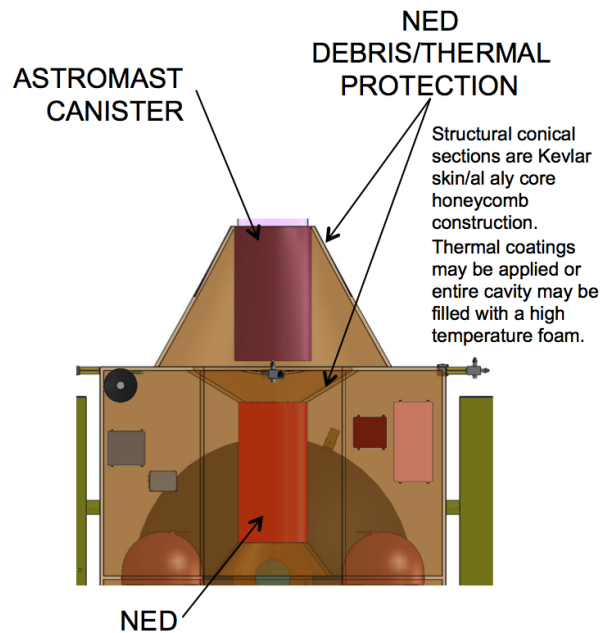 NED
DEBRIS/THERMAL
PROTECTION
ASTROMAST
CANISTER
Structural conical
sections are Kevlar
skin/al aly core
honeycomb
construction.
Thermal coatings
may be applied or
entire cavity may be
filled with a high
temperature foam.
NED